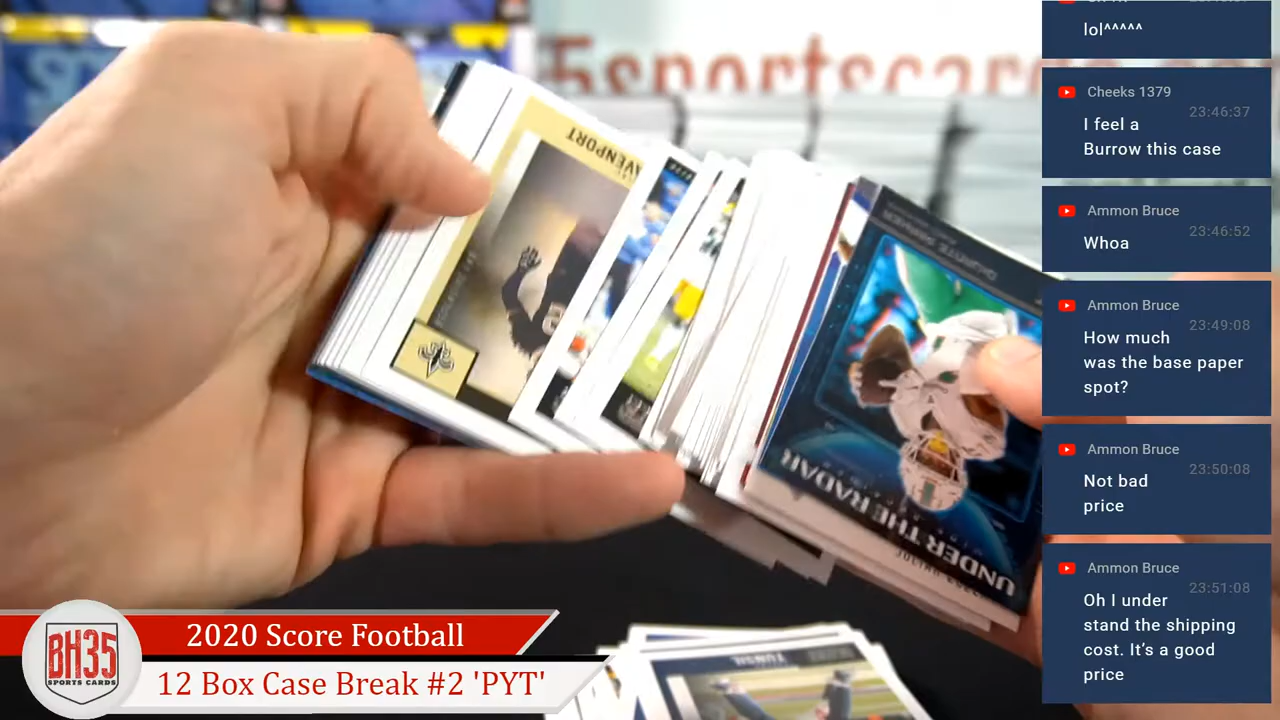 5sportscards
lol^^^^^
Cheeks 1379
23:46:37
I feel a
Burrow this case
Ammon Bruce
23:46:52
Whoa
Ammon Bruce
23:49:08
How much
was the base paper
spot?
Ammon Bruce
23:50:08
Not bad
price
Ammon Bruce
23:51:08
Oh I under
stand the shipping
cost. It's a good
price
AVENPORT
UNDER THE RADAR
TUNSIL
BH35
SPORTS CARDS
2020 Score Football
12 Box Case Break #2 'PYT'